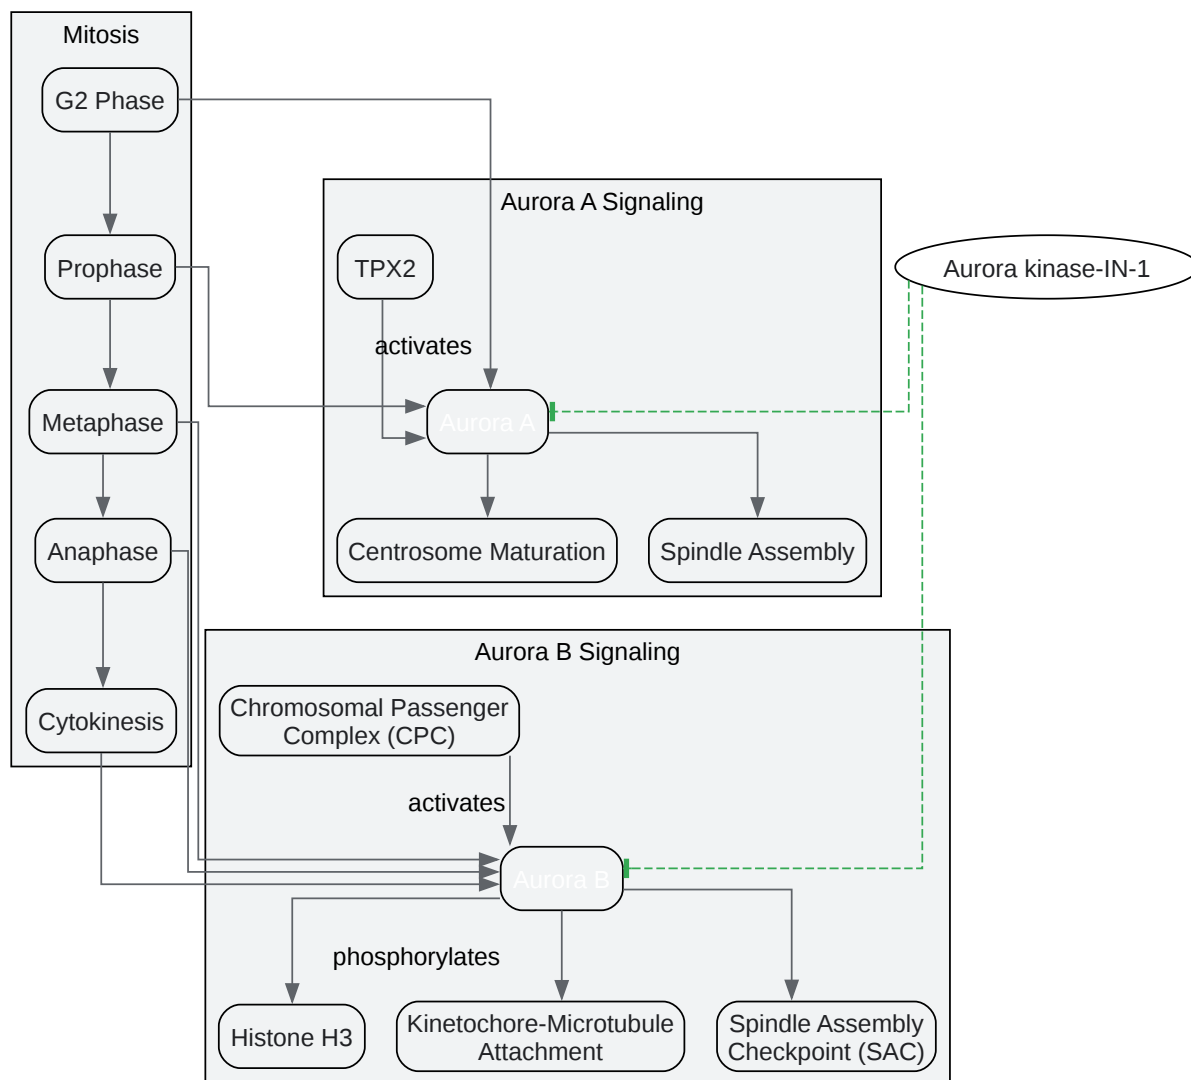 Mitosis
G2 Phase
Prophase
Metaphase
Anaphase
Cytokinesis
Aurora A Signaling
TPX2
activates
Aurora A
Centrosome Maturation
Spindle Assembly
Aurora kinase-IN-1
Aurora B Signaling
Chromosomal Passenger
Complex (CPC)
activates
Aurora B
phosphorylates
Histone H3
Kinetochore-Microtubule
Attachment
Spindle Assembly
Checkpoint (SAC)